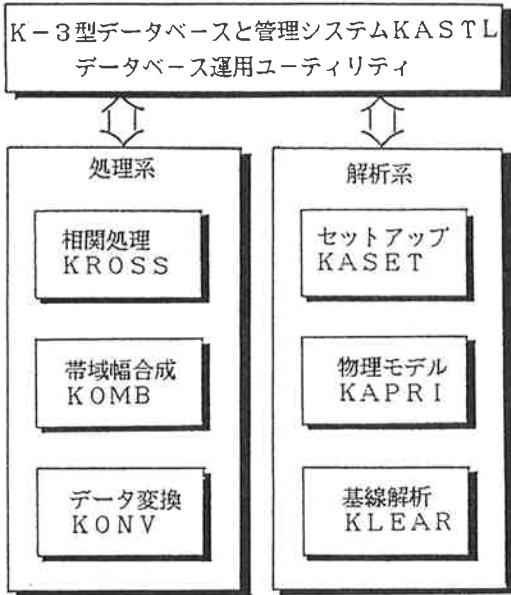 K-3型データベースと管理システムKASTL
データベース運用ユーティリティ
処理系
相関処理
KROSS
帯域幅合成
KOMB
データ変換
KONV
解析系
セットアップ
KASET
物理モデル
KAPRI
基線解析
KLEAR